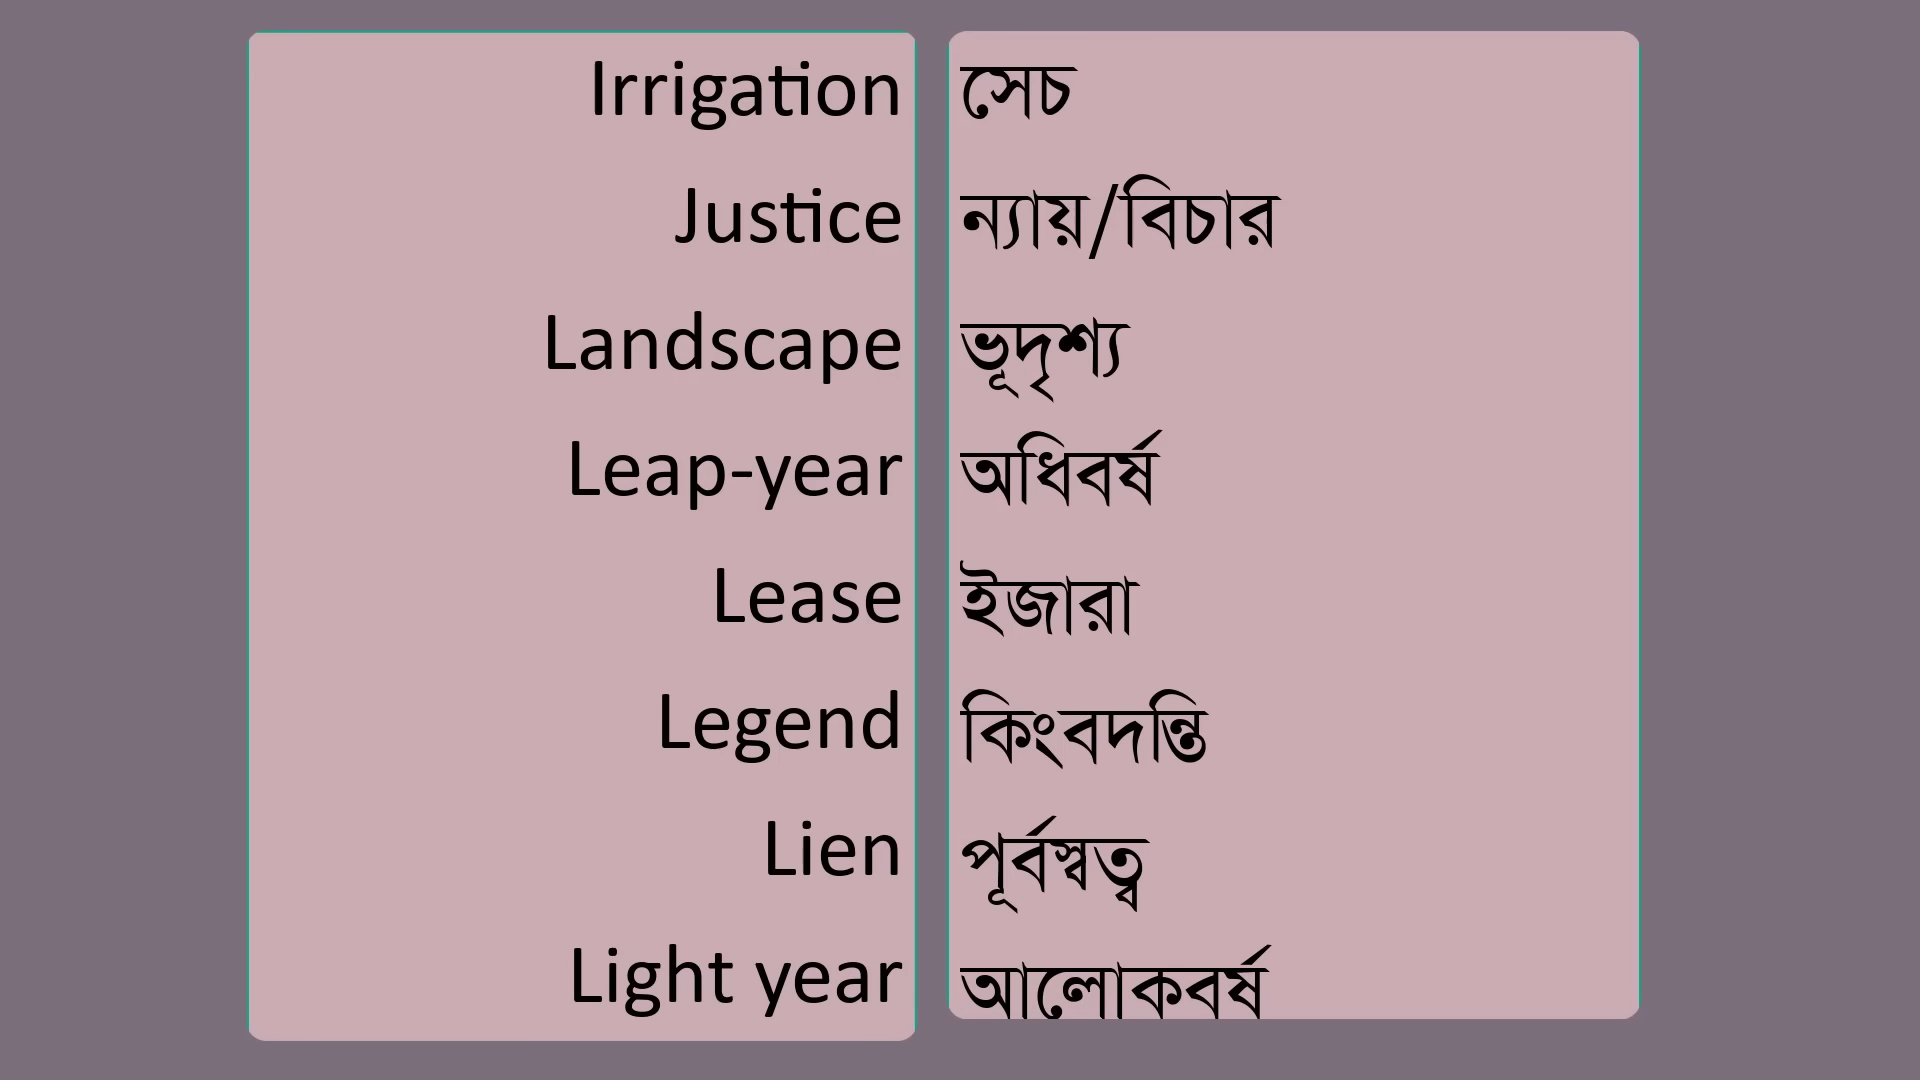 Irrigation সেচ
Justice ন্যায়/বিচার
Landscape ভূদৃশ্য
Leap-year অধিবর্ষ
Lease ইজারা
Legend কিংবদন্তি
Lien পূর্বস্বত্ব
Light year আলোকবর্ষ